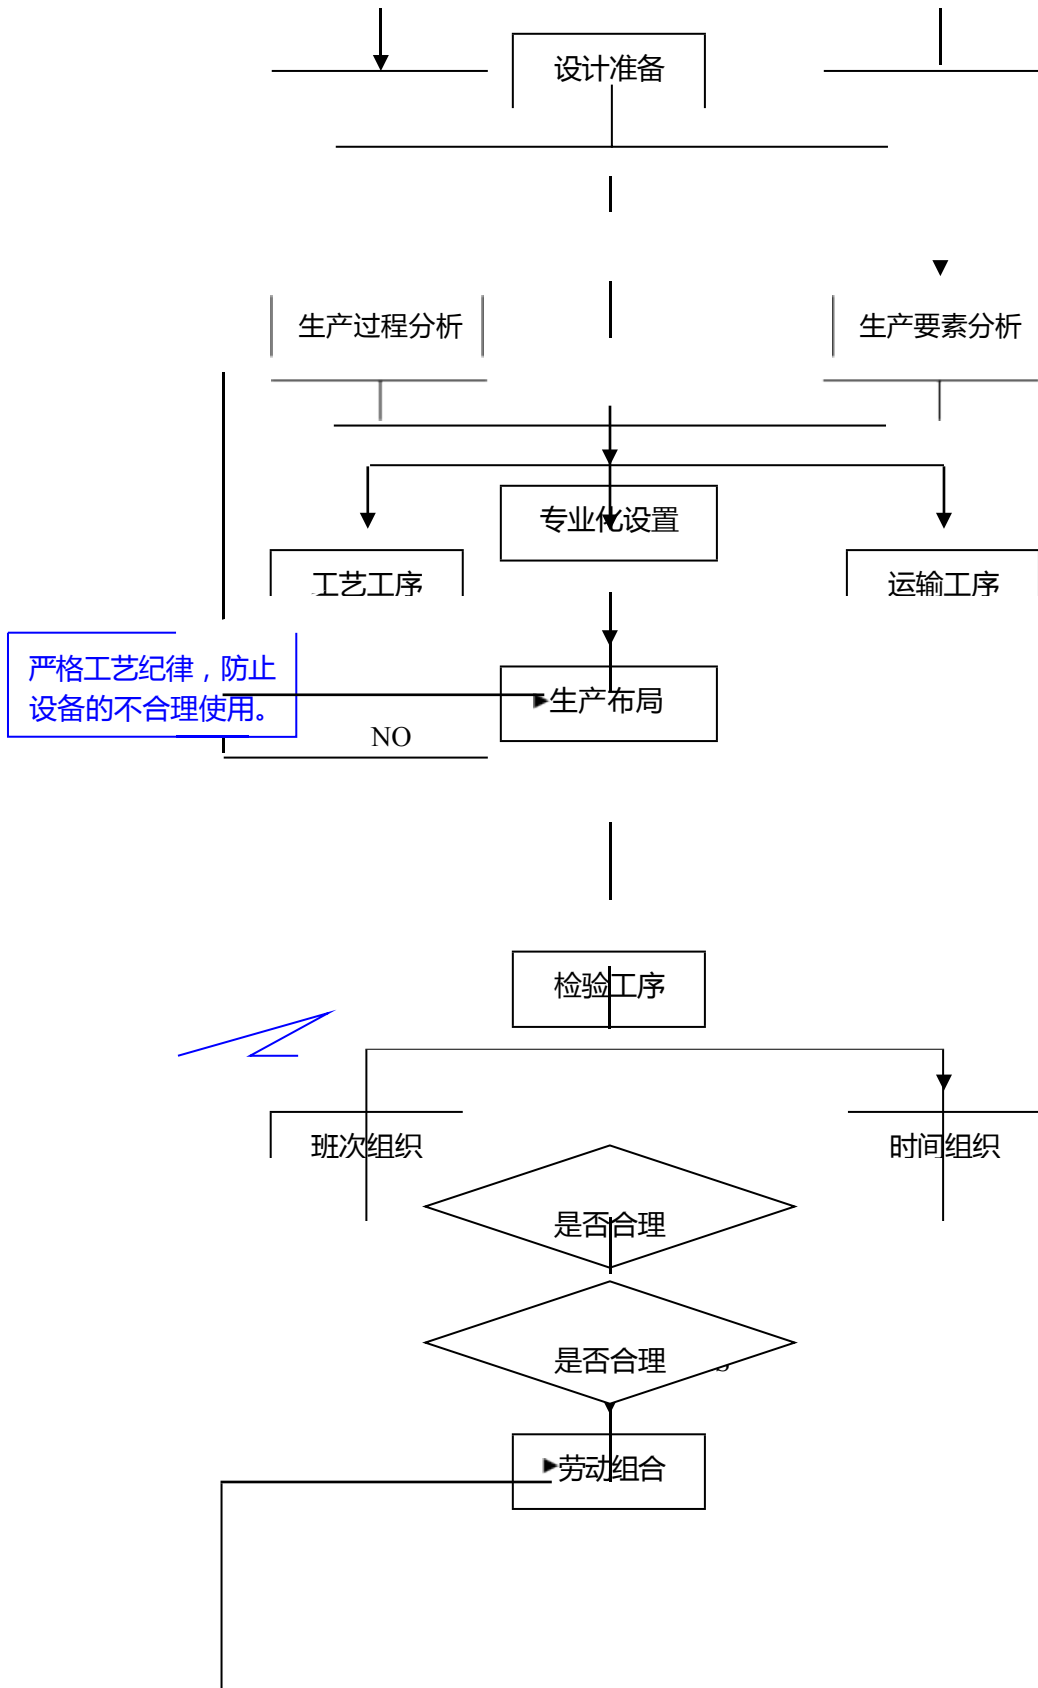 设计准备
生产过程分析
生产要素分析
专业化设置
工艺工序
运输工序
严格工艺纪律，防止
设备的不合理使用。
生产布局
NO
检验工序
班次组织
时间组织
是否合理
是否合理
劳动组合